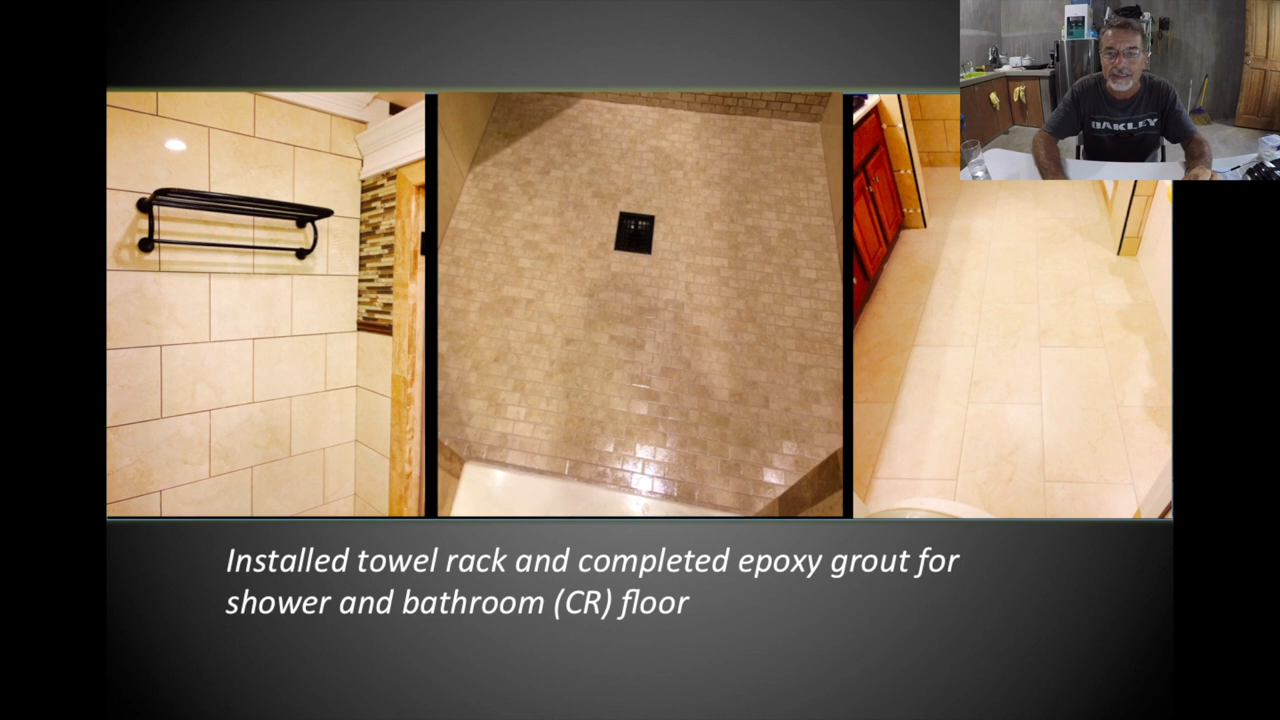 OAKLEY
Installed towel rack and completed epoxy grout for
shower and bathroom (CR) floor